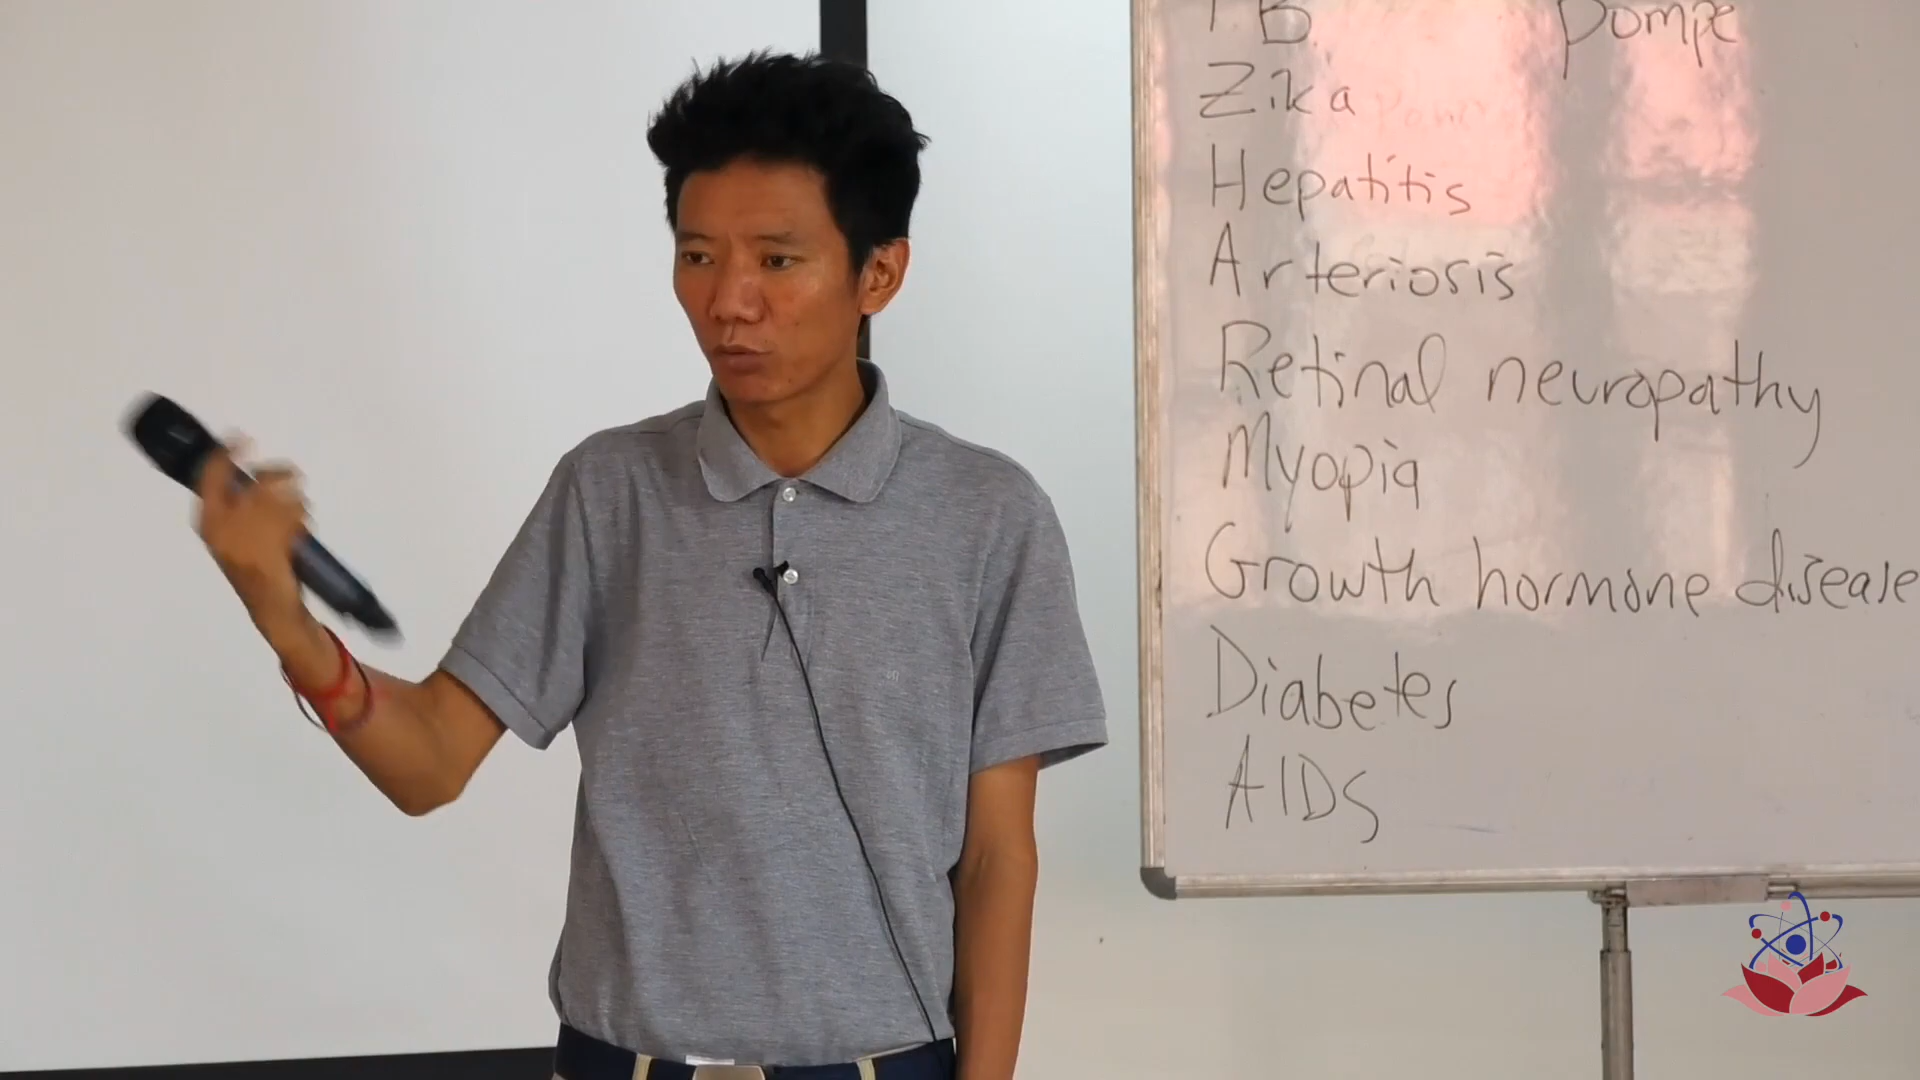 T.B. pompe
Zika
Hepatitis
Arteriosis
Retinal neuropathy
Myopia
Growth hormone disease
Diabetes
AIDS